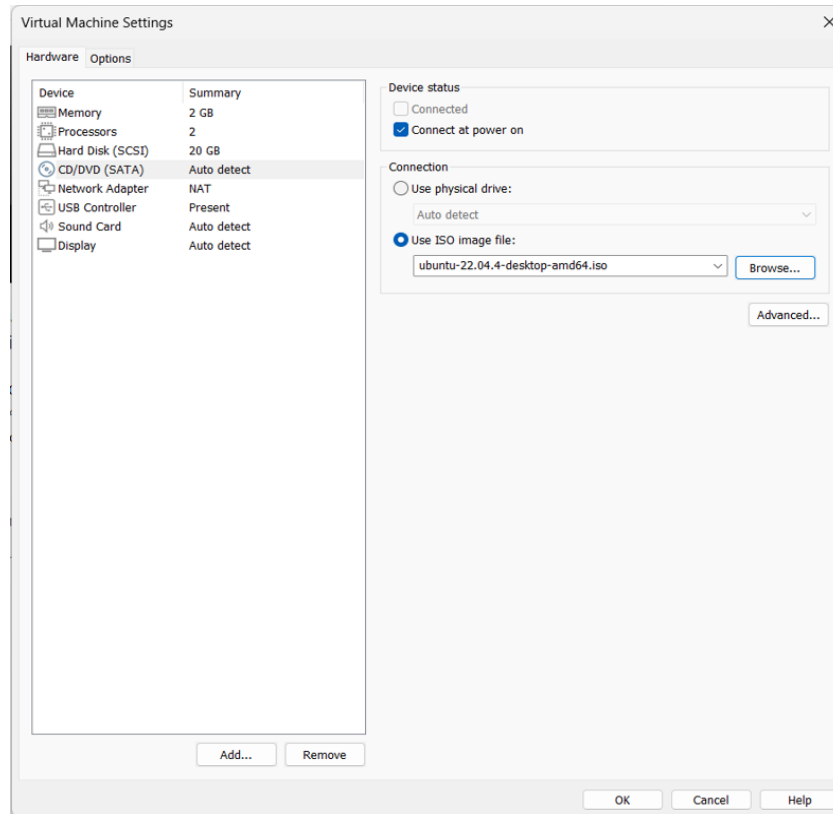 Virtual Machine Settings
Hardware Options
Device Summary
Memory 2 GB
Processors 2
Hard Disk (SCSI) 20 GB
CD/DVD (SATA) Auto detect
Network Adapter NAT
USB Controller Present
Sound Card Auto detect
Display Auto detect
Add... Remove
Device status
Connected
Connect at power on
Connection
Use physical drive:
Auto detect
Use ISO image file:
ubuntu-22.04.4-desktop-amd64.iso Browse...
Advanced...
OK Cancel Help